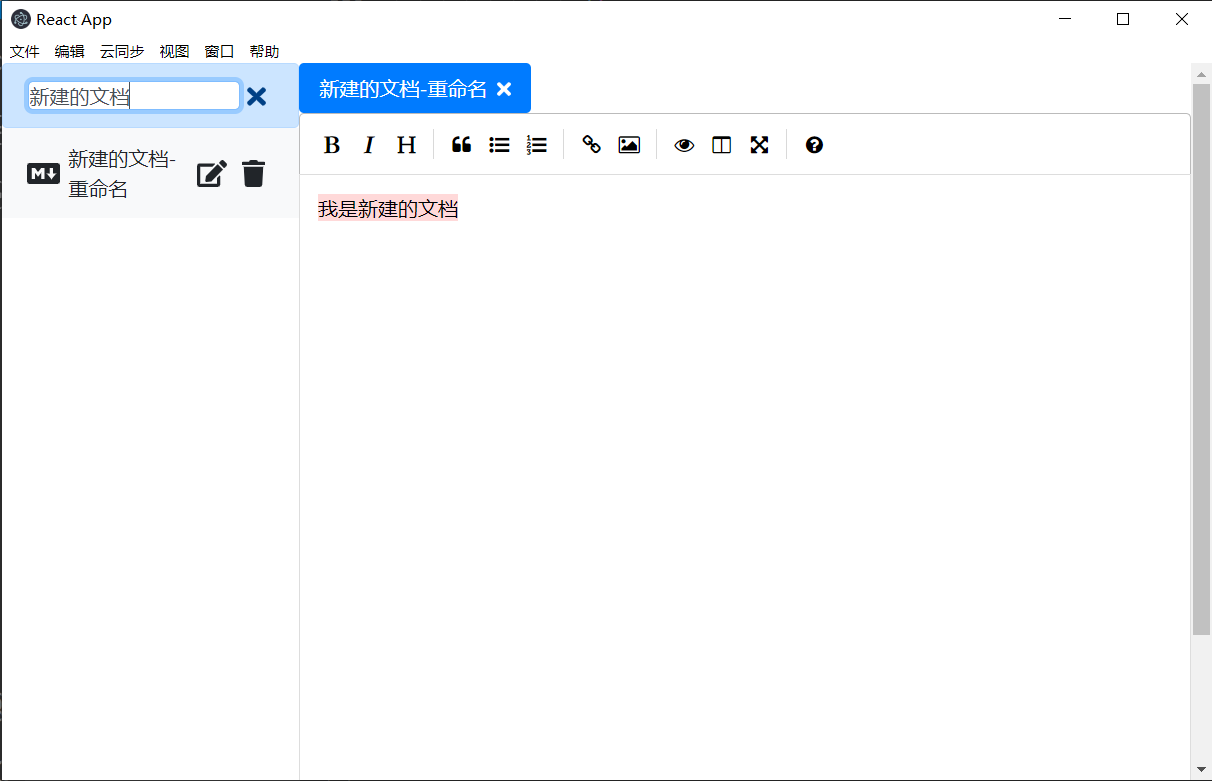 React App
文件 编辑 云同步 视图 窗口 帮助
新建的文档
新建的文档-重命名
B I H
新建的文档-
重命名
我是新建的文档